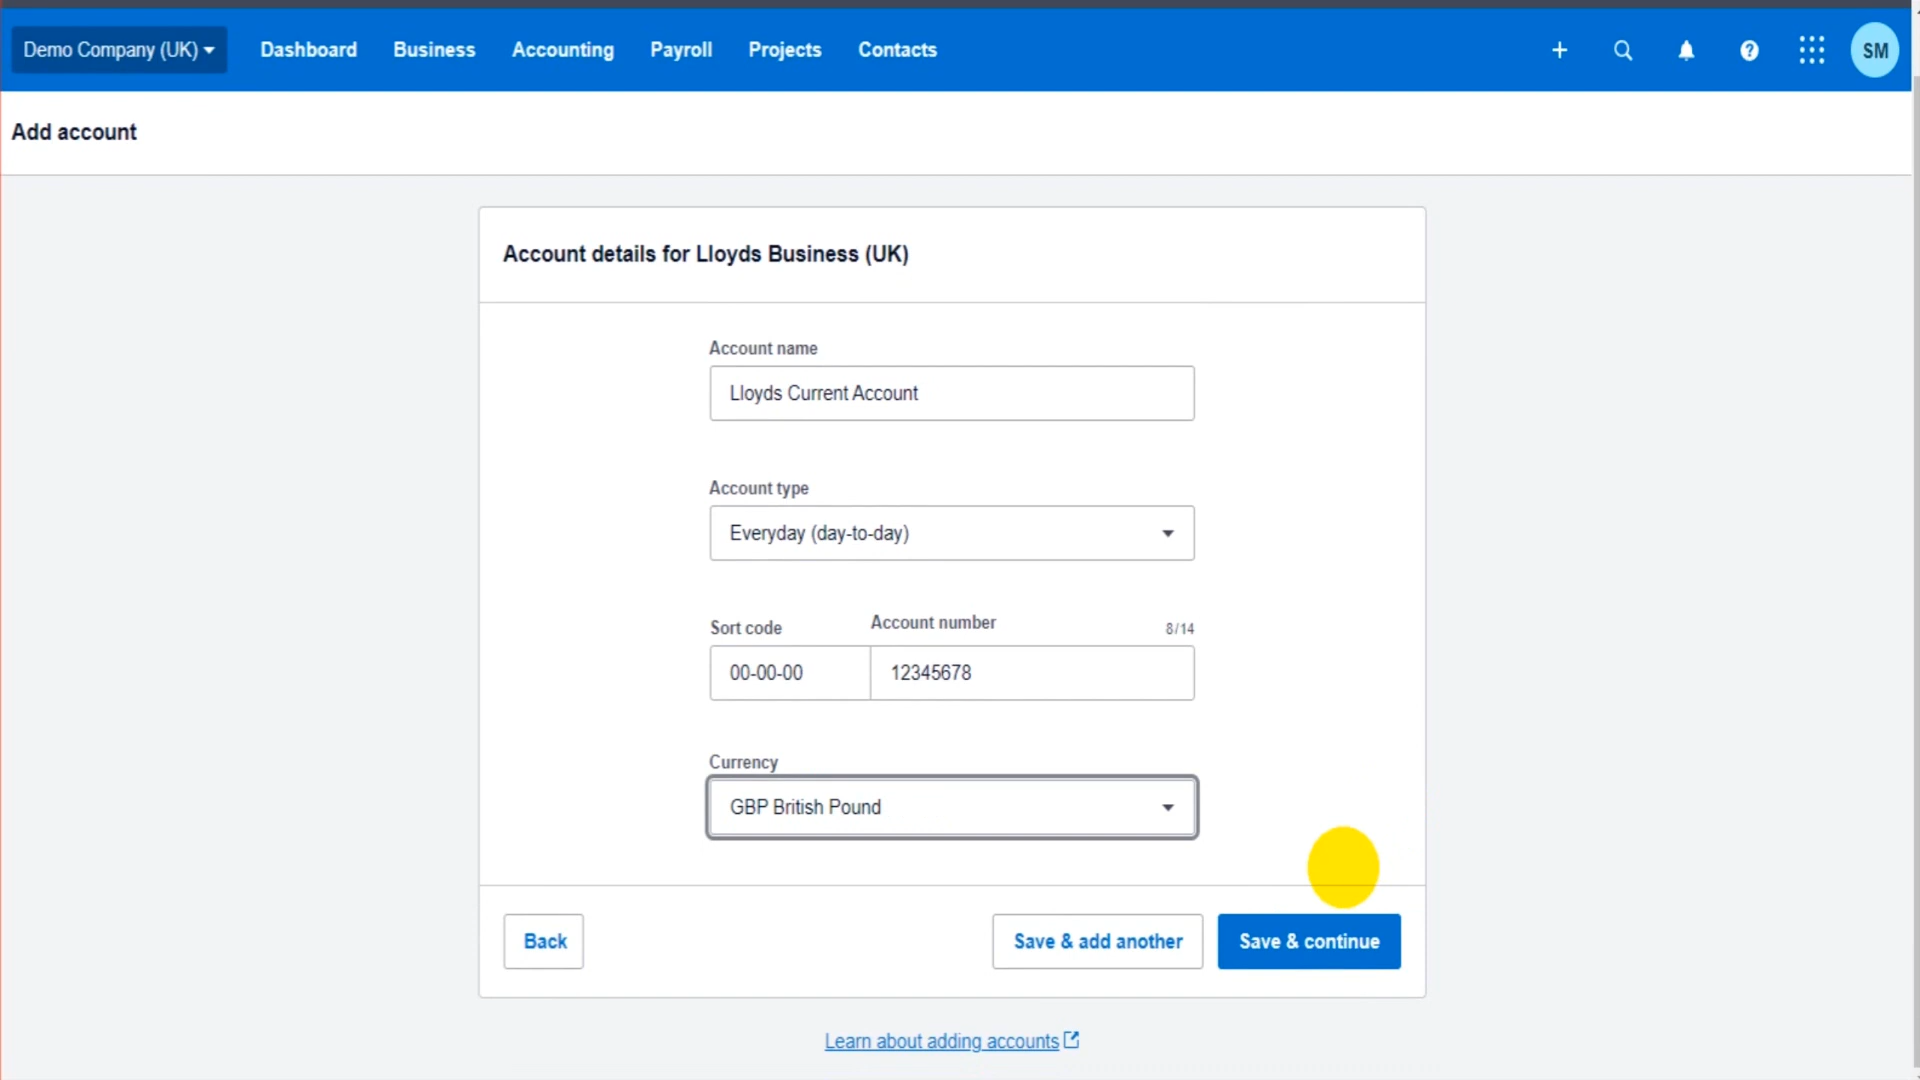 Demo Company (UK)
Dashboard
Business
Accounting
Payroll
Projects
Contacts
SM
Add account
Account details for Lloyds Business (UK)
Account name
Lloyds Current Account
Account type
Everyday (day-to-day)
Sort code
Account number
8/14
00-00-00
12345678
Currency
GBP British Pound
Back
Save & add another
Save & continue
Learn about adding accounts